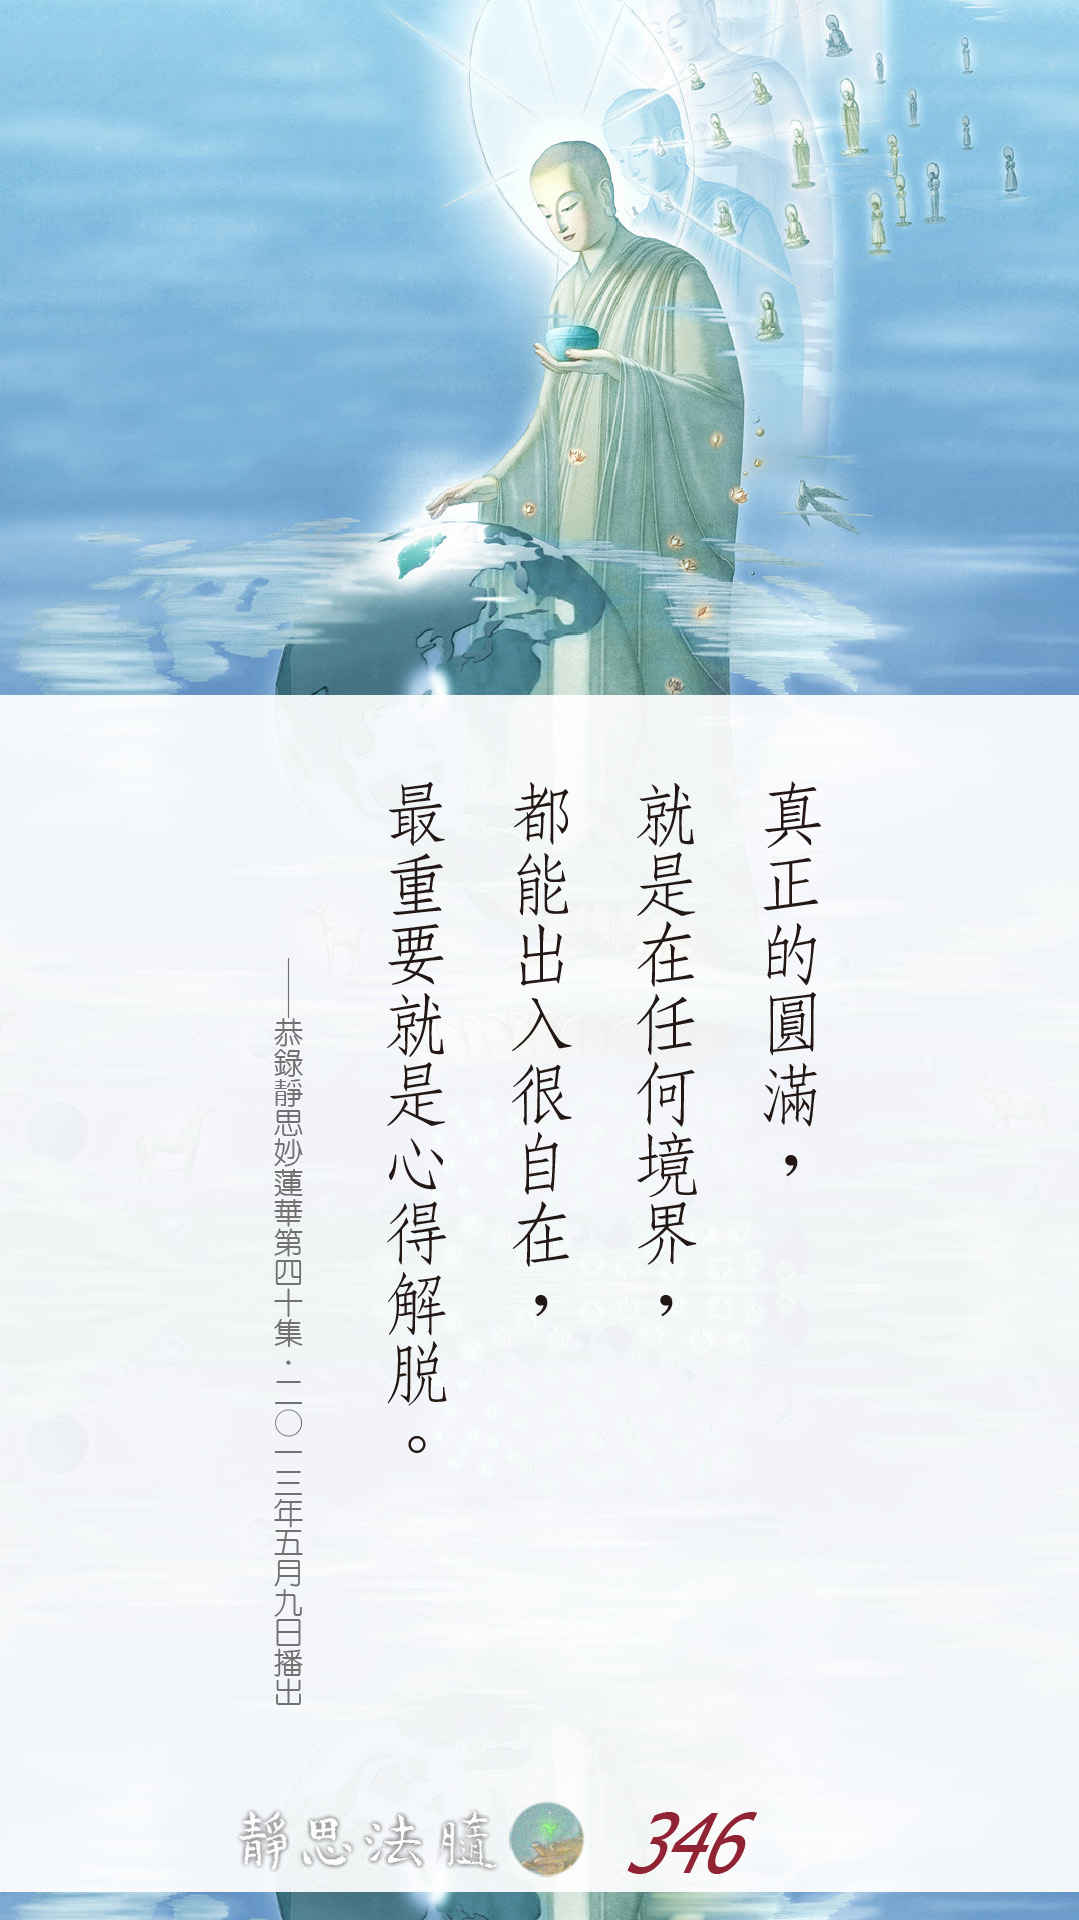 真正的圓滿，
就是在任何境界，
都能出入很自在，
最重要就是心得解脱。
——恭錄靜思妙蓮華第四十集．二〇一三年五月九日播出
靜思法髓
346